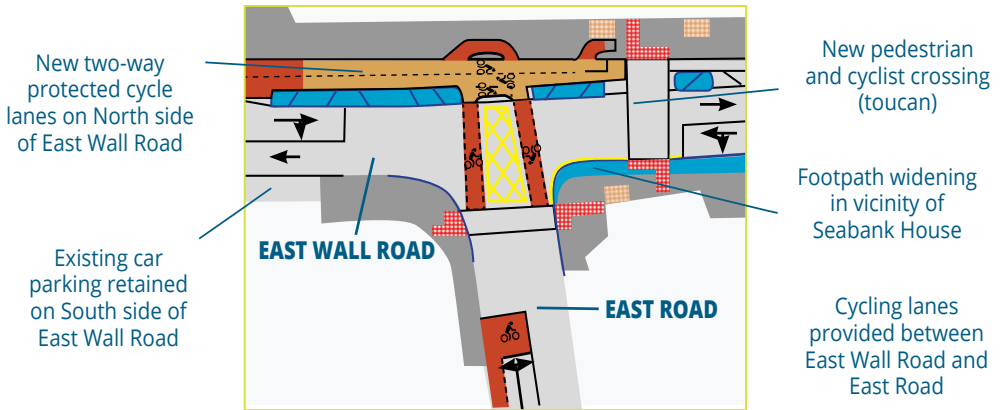 New two-way
protected cycle
lanes on North side
of East Wall Road
Existing car
parking retained
on South side of
East Wall Road
EAST WALL ROAD
EAST ROAD
New pedestrian
and cyclist crossing
(toucan)
Footpath widening
in vicinity of
Seabank House
Cycling lanes
provided between
East Wall Road and
East Road